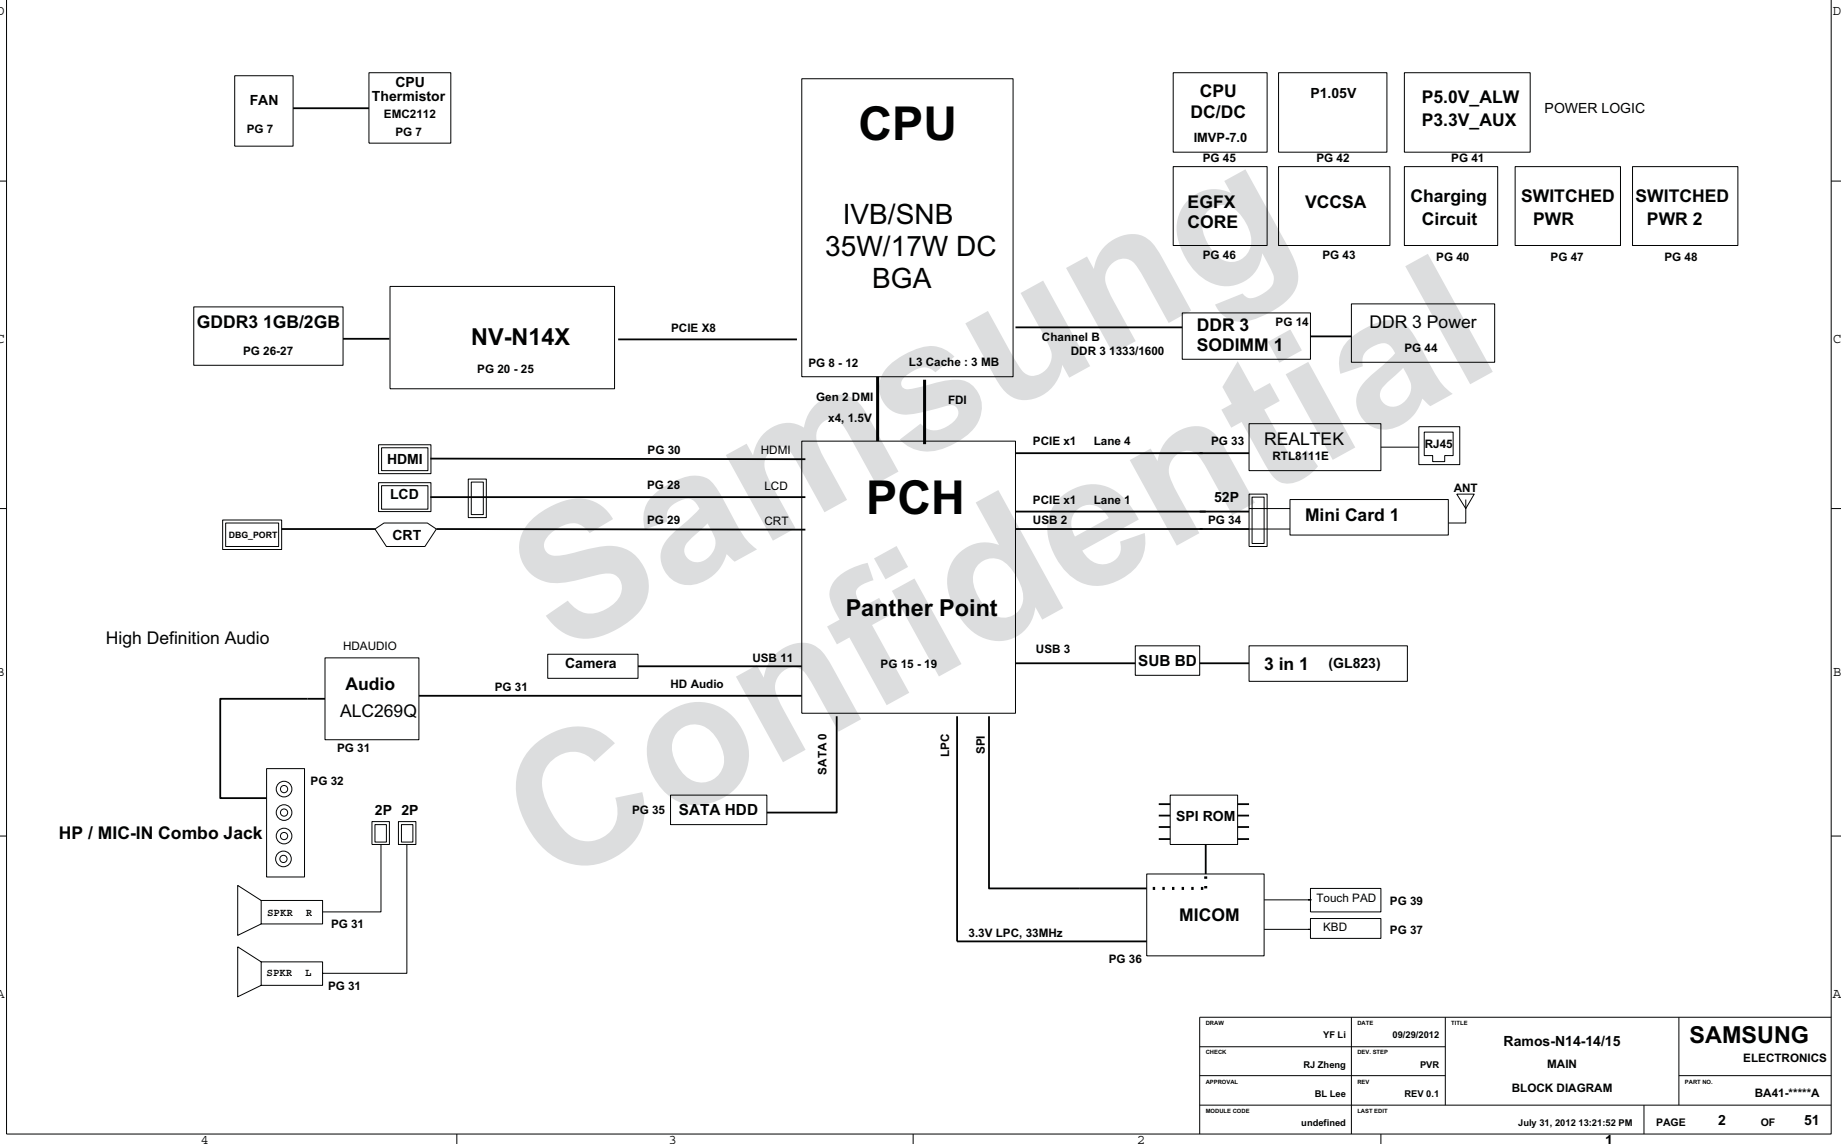 D
D
FAN
PG 7
CPU
Thermistor
EMC2112
PG 7
CPU
IVB/SNB
35W/17W DC
BGA
PG 8 - 12
L3 Cache : 3 MB
CPU
DC/DC
IMVP-7.0
PG 45
P1.05V
PG 42
P5.0V_ALW
P3.3V_AUX
PG 41
POWER LOGIC
EGFX
CORE
PG 46
VCCSA
PG 43
Charging
Circuit
PG 40
SWITCHED
PWR
PG 47
SWITCHED
PWR 2
PG 48
GDDR3 1GB/2GB
PG 26-27
NV-N14X
PG 20 - 25
PCIE X8
Channel B
DDR 3 1333/1600
DDR 3
PG 14
SODIMM 1
DDR 3 Power
PG 44
C
C
Gen 2 DMI
x4, 1.5V
FDI
HDMI
PG 30
HDMI
LCD
PG 28
LCD
DBG_PORT
CRT
PG 29
CRT
PCH
Panther Point
PG 15 - 19
PCIE x1 Lane 4
PG 33
REALTEK
RTL8111E
RJ45
PCIE x1 Lane 1
52P
USB 2
PG 34
Mini Card 1
ANT
Samsung
Confidential
High Definition Audio
HDAUDIO
Audio
ALC269Q
PG 31
Camera
USB 11
PG 31
HD Audio
USB 3
SUB BD
3 in 1 (GL823)
B
B
SATA 0
LPC
SPI
PG 32
HP / MIC-IN Combo Jack
2P 2P
PG 35
SATA HDD
SPI ROM
MICOM
PG 36
Touch PAD
PG 39
KBD
PG 37
3.3V LPC, 33MHz
SPKR R
PG 31
SPKR L
PG 31
A
A
DRAW
YF Li
DATE
09/29/2012
TITLE
Ramos-N14-14/15
MAIN
BLOCK DIAGRAM
SAMSUNG
ELECTRONICS
CHECK
RJ Zheng
DEV. STEP
PVR
APPROVAL
BL Lee
REV
REV 0.1
PART NO.
BA41-*****A
MODULE CODE
undefined
LAST EDIT
July 31, 2012 13:21:52 PM
PAGE 2 OF 51
4
3
2
1